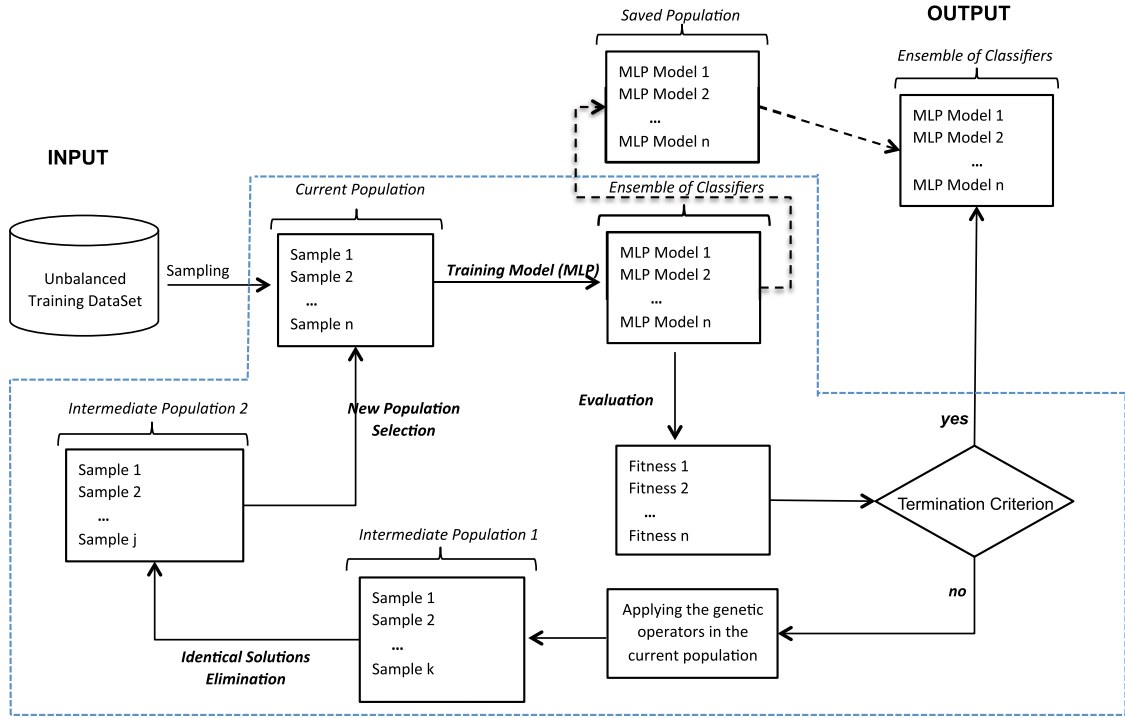 Saved Population
MLP Model 1
MLP Model 2
...
MLP Model n
OUTPUT
Ensemble of Classifiers
MLP Model 1
MLP Model 2
...
MLP Model n
INPUT
Unbalanced
Training DataSet
Sampling
Current Population
Sample 1
Sample 2
...
Sample n
Training Model (MLP)
Ensemble of Classifiers
MLP Model 1
MLP Model 2
...
MLP Model n
Evaluation
Fitness 1
Fitness 2
...
Fitness n
Termination Criterion
yes
no
Applying the genetic
operators in the
current population
Intermediate Population 1
Sample 1
Sample 2
...
Sample k
Identical Solutions
Elimination
Intermediate Population 2
Sample 1
Sample 2
...
Sample j
New Population
Selection